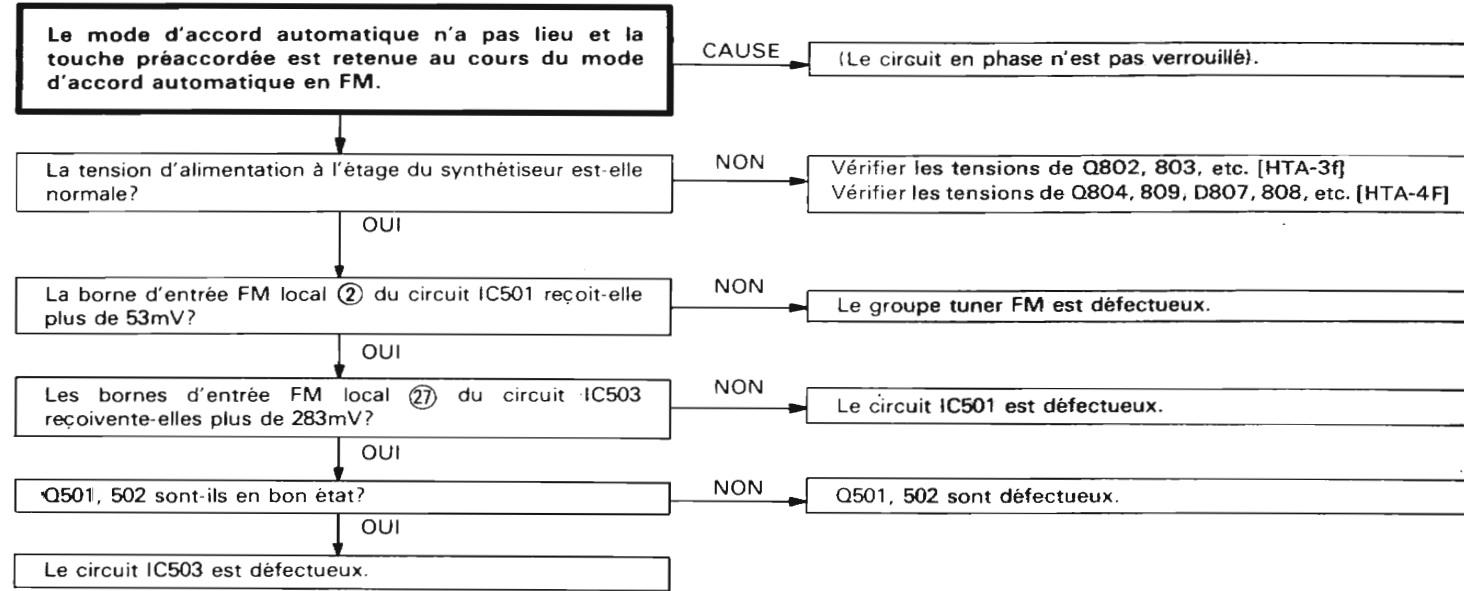 Le mode d'accord automatique n'a pas lieu et la
touche préaccordée est retenue au cours du mode
d'accord automatique en FM.
CAUSE
(Le circuit en phase n'est pas verrouillé).
La tension d'alimentation à l'étage du synthétiseur est-elle
normale?
NON
Vérifier les tensions de Q802, 803, etc. [HTA-3f]
Vérifier les tensions de Q804, 809, D807, 808, etc. [HTA-4F]
OUI
La borne d'entrée FM local ② du circuit IC501 reçoit-elle
plus de 53mV?
NON
Le groupe tuner FM est défectueux.
OUI
Les bornes d'entrée FM local ㉗ du circuit IC503
reçoivente-elles plus de 283mV?
NON
Le circuit IC501 est défectueux.
OUI
Q501, 502 sont-ils en bon état?
NON
Q501, 502 sont défectueux.
OUI
Le circuit IC503 est défectueux.